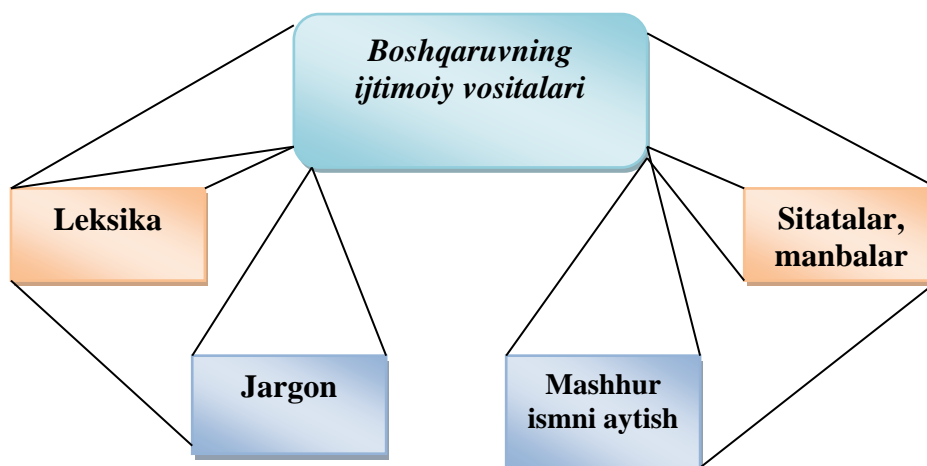 Boshqaruvning
ijtimoiy vositalari
Leksika
Sitatalar,
manbalar
Jargon
Mashhur
ismni aytish